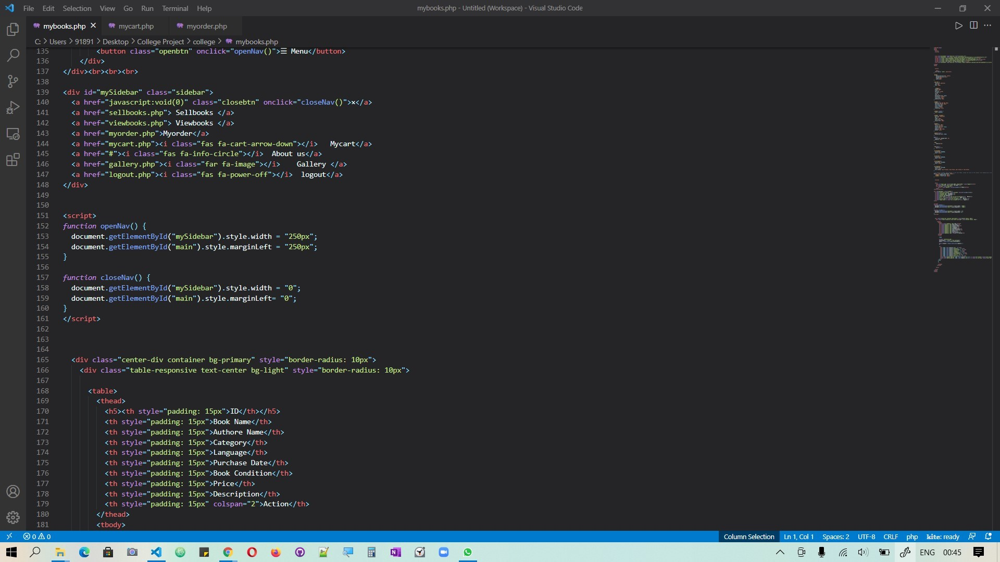 File Edit Selection View Go Run Terminal Help mybooks.php - Untitled (Workspace) - Visual Studio Code
mybooks.php mycart.php myorder.php
C: > Users > 91891 > Desktop > College Project > college > mybooks.php
135 <button class="openbtn" onclick="openNav()">☰ Menu</button>
136 </div>
137 </div><br><br><br>
138
139 <div id="mySidebar" class="sidebar">
140 <a href="javascript:void(0)" class="closebtn" onclick="closeNav()">×</a>
141 <a href="sellbooks.php"> Sellbooks </a>
142 <a href="viewbooks.php"> Viewbooks </a>
143 <a href="myorder.php">Myorder</a>
144 <a href="mycart.php"><i class="fas fa-cart-arrow-down"></i> Mycart</a>
145 <a href="#"><i class="fas fa-info-circle"></i> About us</a>
146 <a href="gallery.php"><i class="far fa-image"></i> Gallery </a>
147 <a href="logout.php"><i class="fas fa-power-off"></i> logout</a>
148 </div>
149
150
151 <script>
152 function openNav() {
153 document.getElementById("mySidebar").style.width = "250px";
154 document.getElementById("main").style.marginLeft = "250px";
155 }
156
157 function closeNav() {
158 document.getElementById("mySidebar").style.width = "0";
159 document.getElementById("main").style.marginLeft= "0";
160 }
161 </script>
162
163
164
165 <div class="center-div container bg-primary" style="border-radius: 10px">
166 <div class="table-responsive text-center bg-light" style="border-radius: 10px">
167
168 <table>
169 <thead>
170 <h5><th style="padding: 15px">ID</th></h5>
171 <th style="padding: 15px">Book Name</th>
172 <th style="padding: 15px">Authore Name</th>
173 <th style="padding: 15px">Category</th>
174 <th style="padding: 15px">Language</th>
175 <th style="padding: 15px">Purchase Date</th>
176 <th style="padding: 15px">Book Condition</th>
177 <th style="padding: 15px">Price</th>
178 <th style="padding: 15px">Description</th>
179 <th style="padding: 15px" colspan="2">Action</th>
180 </thead>
181 <tbody>
0 0 Column Selection Ln 1, Col 1 Spaces: 2 UTF-8 CRLF php kite: ready
ENG 00:45